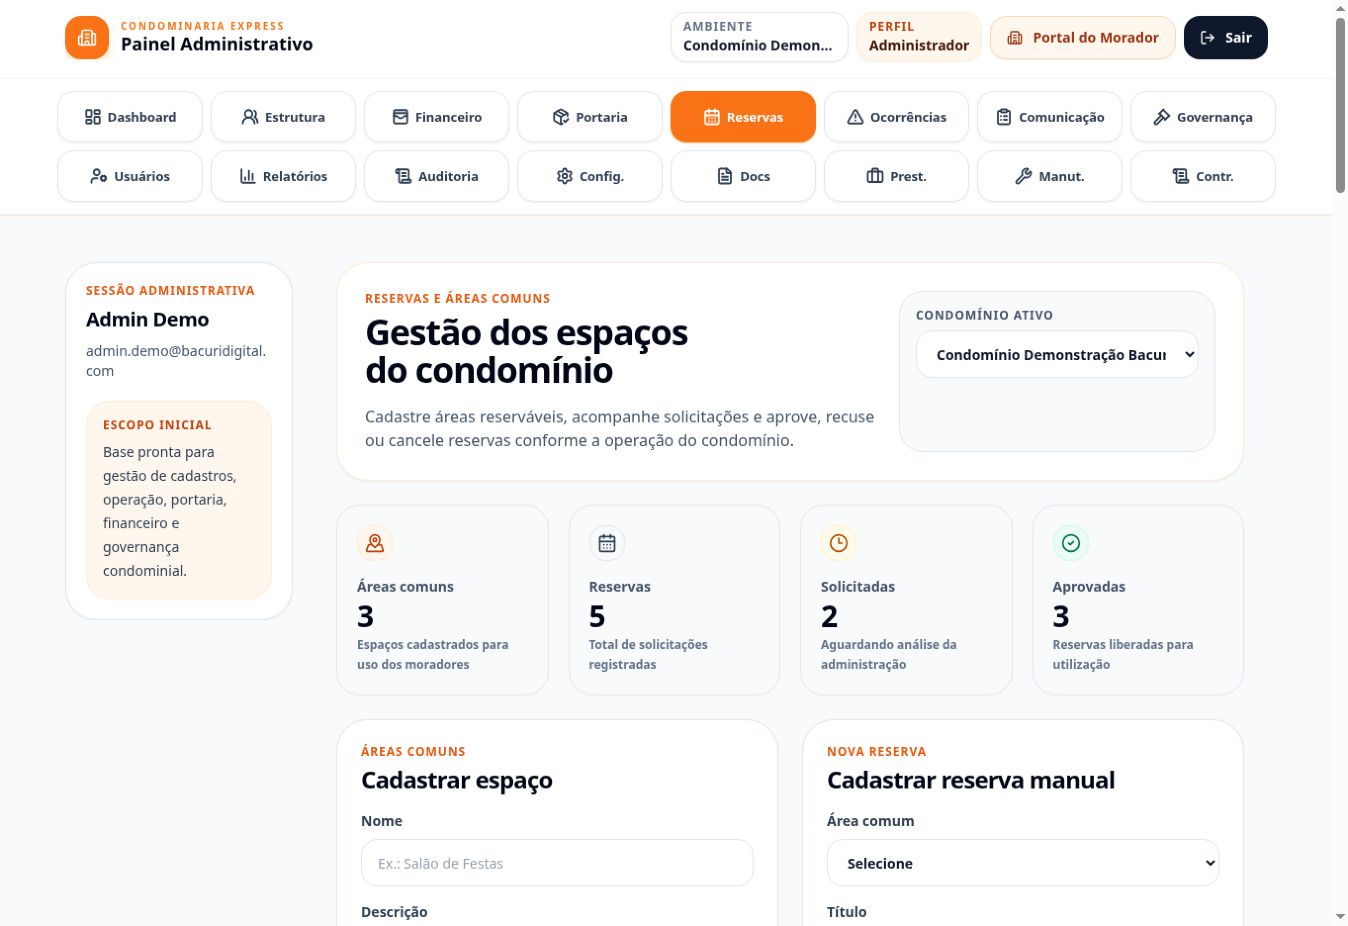 CONDOMINARIA EXPRESS
Painel Administrativo
AMBIENTE
Condomínio Demon...
PERFIL
Administrador
Portal do Morador
Sair
Dashboard
Estrutura
Financeiro
Portaria
Reservas
Ocorrências
Comunicação
Governança
Usuários
Relatórios
Auditoria
Config.
Docs
Prest.
Manut.
Contr.
SESSÃO ADMINISTRATIVA
Admin Demo
admin.demo@bacuridigital.
com
ESCOPO INICIAL
Base pronta para
gestão de cadastros,
operação, portaria,
financeiro e
governança
condominial.
RESERVAS E ÁREAS COMUNS
Gestão dos espaços
do condomínio
Cadastre áreas reserváveis, acompanhe solicitações e aprove, recuse
ou cancele reservas conforme a operação do condomínio.
CONDOMÍNIO ATIVO
Condomínio Demonstração Bacur
Áreas comuns
3
Espaços cadastrados para
uso dos moradores
Reservas
5
Total de solicitações
registradas
Solicitadas
2
Aguardando análise da
administração
Aprovadas
3
Reservas liberadas para
utilização
ÁREAS COMUNS
Cadastrar espaço
Nome
Ex.: Salão de Festas
Descrição
NOVA RESERVA
Cadastrar reserva manual
Área comum
Selecione
Título